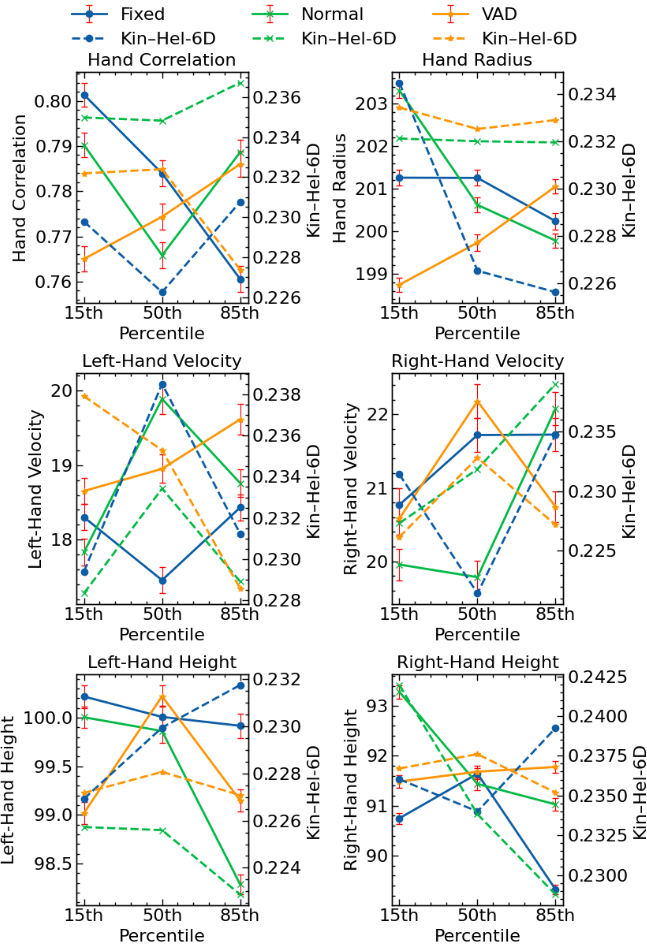 Fixed Normal VAD
Kin–Hel-6D Kin–Hel-6D Kin–Hel-6D
Hand Correlation
0.80
0.79
0.78
0.77
0.76
Hand Correlation
0.236
0.234
0.232
0.230
0.228
0.226
Kin–Hel-6D
15th 50th 85th
Percentile
Hand Radius
203
202
201
200
199
Hand Radius
0.234
0.232
0.230
0.228
0.226
Kin–Hel-6D
15th 50th 85th
Percentile
Left-Hand Velocity
20
19
18
Left-Hand Velocity
0.238
0.236
0.234
0.232
0.230
0.228
Kin–Hel-6D
15th 50th 85th
Percentile
Right-Hand Velocity
22
21
20
Right-Hand Velocity
0.235
0.230
0.225
Kin–Hel-6D
15th 50th 85th
Percentile
Left-Hand Height
100.0
99.5
99.0
98.5
Left-Hand Height
0.232
0.230
0.228
0.226
0.224
Kin–Hel-6D
15th 50th 85th
Percentile
Right-Hand Height
93
92
91
90
Right-Hand Height
0.2425
0.2400
0.2375
0.2350
0.2325
0.2300
Kin–Hel-6D
15th 50th 85th
Percentile